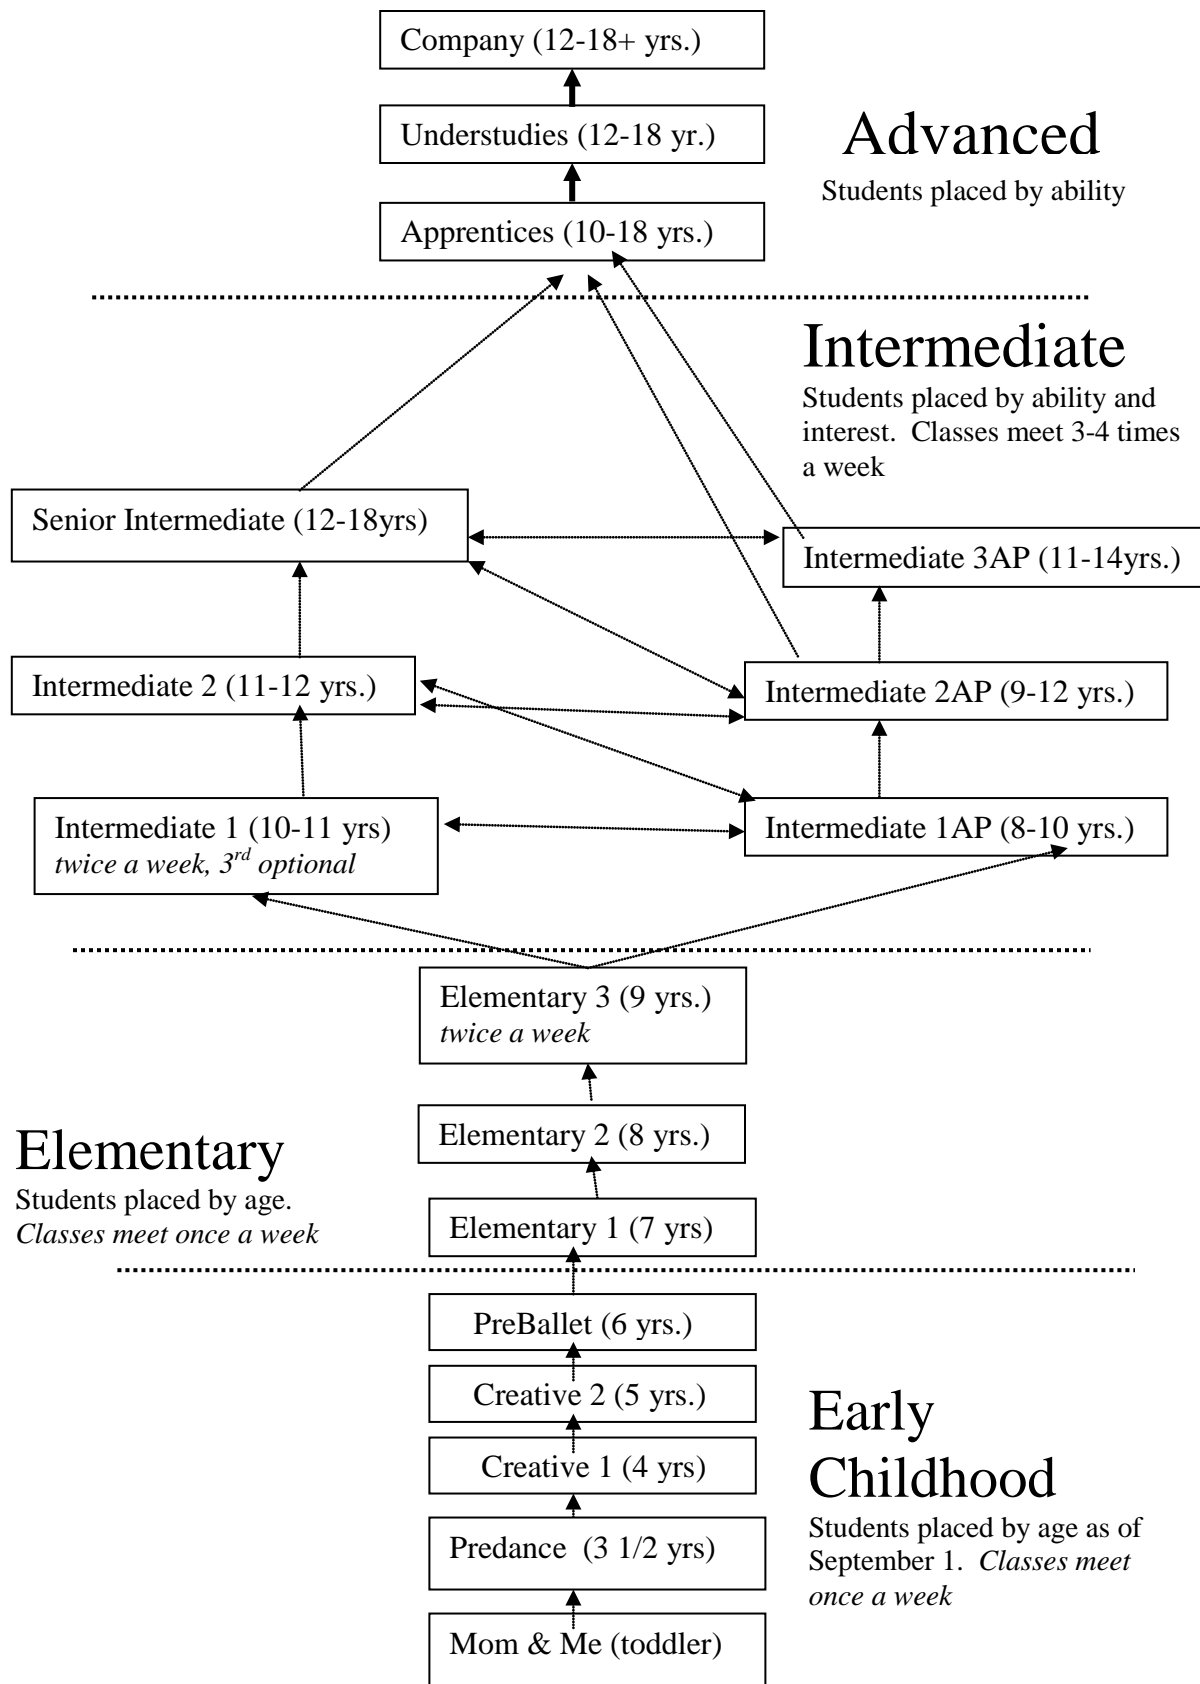 Company (12-18+ yrs.)
Understudies (12-18 yr.)
Advanced
Students placed by ability
Apprentices (10-18 yrs.)
Intermediate
Students placed by ability and
interest.  Classes meet 3-4 times
a week
Senior Intermediate (12-18yrs)
Intermediate 3AP (11-14yrs.)
Intermediate 2 (11-12 yrs.)
Intermediate 2AP (9-12 yrs.)
Intermediate 1 (10-11 yrs)
twice a week, 3rd optional
Intermediate 1AP (8-10 yrs.)
Elementary 3 (9 yrs.)
twice a week
Elementary 2 (8 yrs.)
Elementary
Students placed by age.
Classes meet once a week
Elementary 1 (7 yrs)
PreBallet (6 yrs.)
Creative 2 (5 yrs.)
Creative 1 (4 yrs)
Early
Childhood
Students placed by age as of
September 1.  Classes meet
once a week
Predance  (3 1/2 yrs)
Mom & Me (toddler)